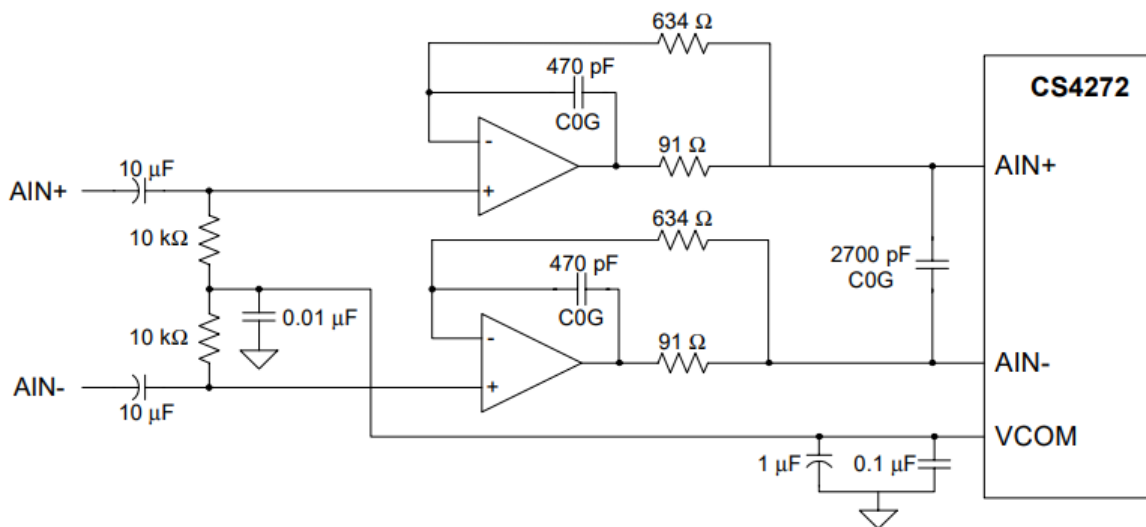 634 Ω
470 pF
C0G
CS4272
-
+
91 Ω
AIN+
10 μF
AIN+
10 kΩ
634 Ω
470 pF
C0G
2700 pF
C0G
0.01 μF
10 kΩ
-
+
91 Ω
AIN-
AIN-
10 μF
VCOM
1 μF
0.1 μF